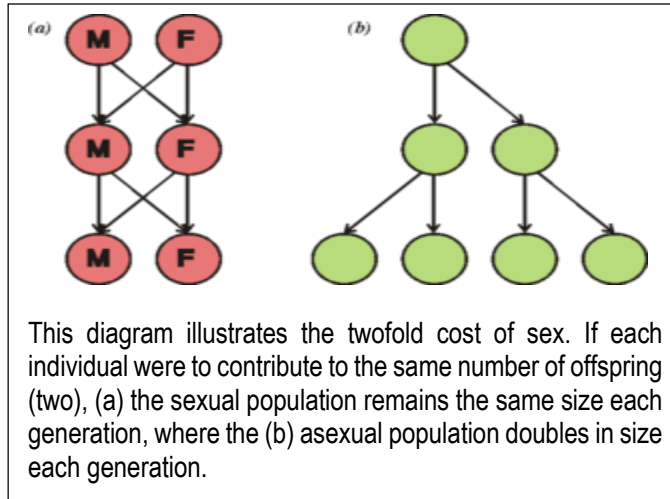 (a) M F (b)
M F
M F
This diagram illustrates the twofold cost of sex. If each
individual were to contribute to the same number of offspring
(two), (a) the sexual population remains the same size each
generation, where the (b) asexual population doubles in size
each generation.